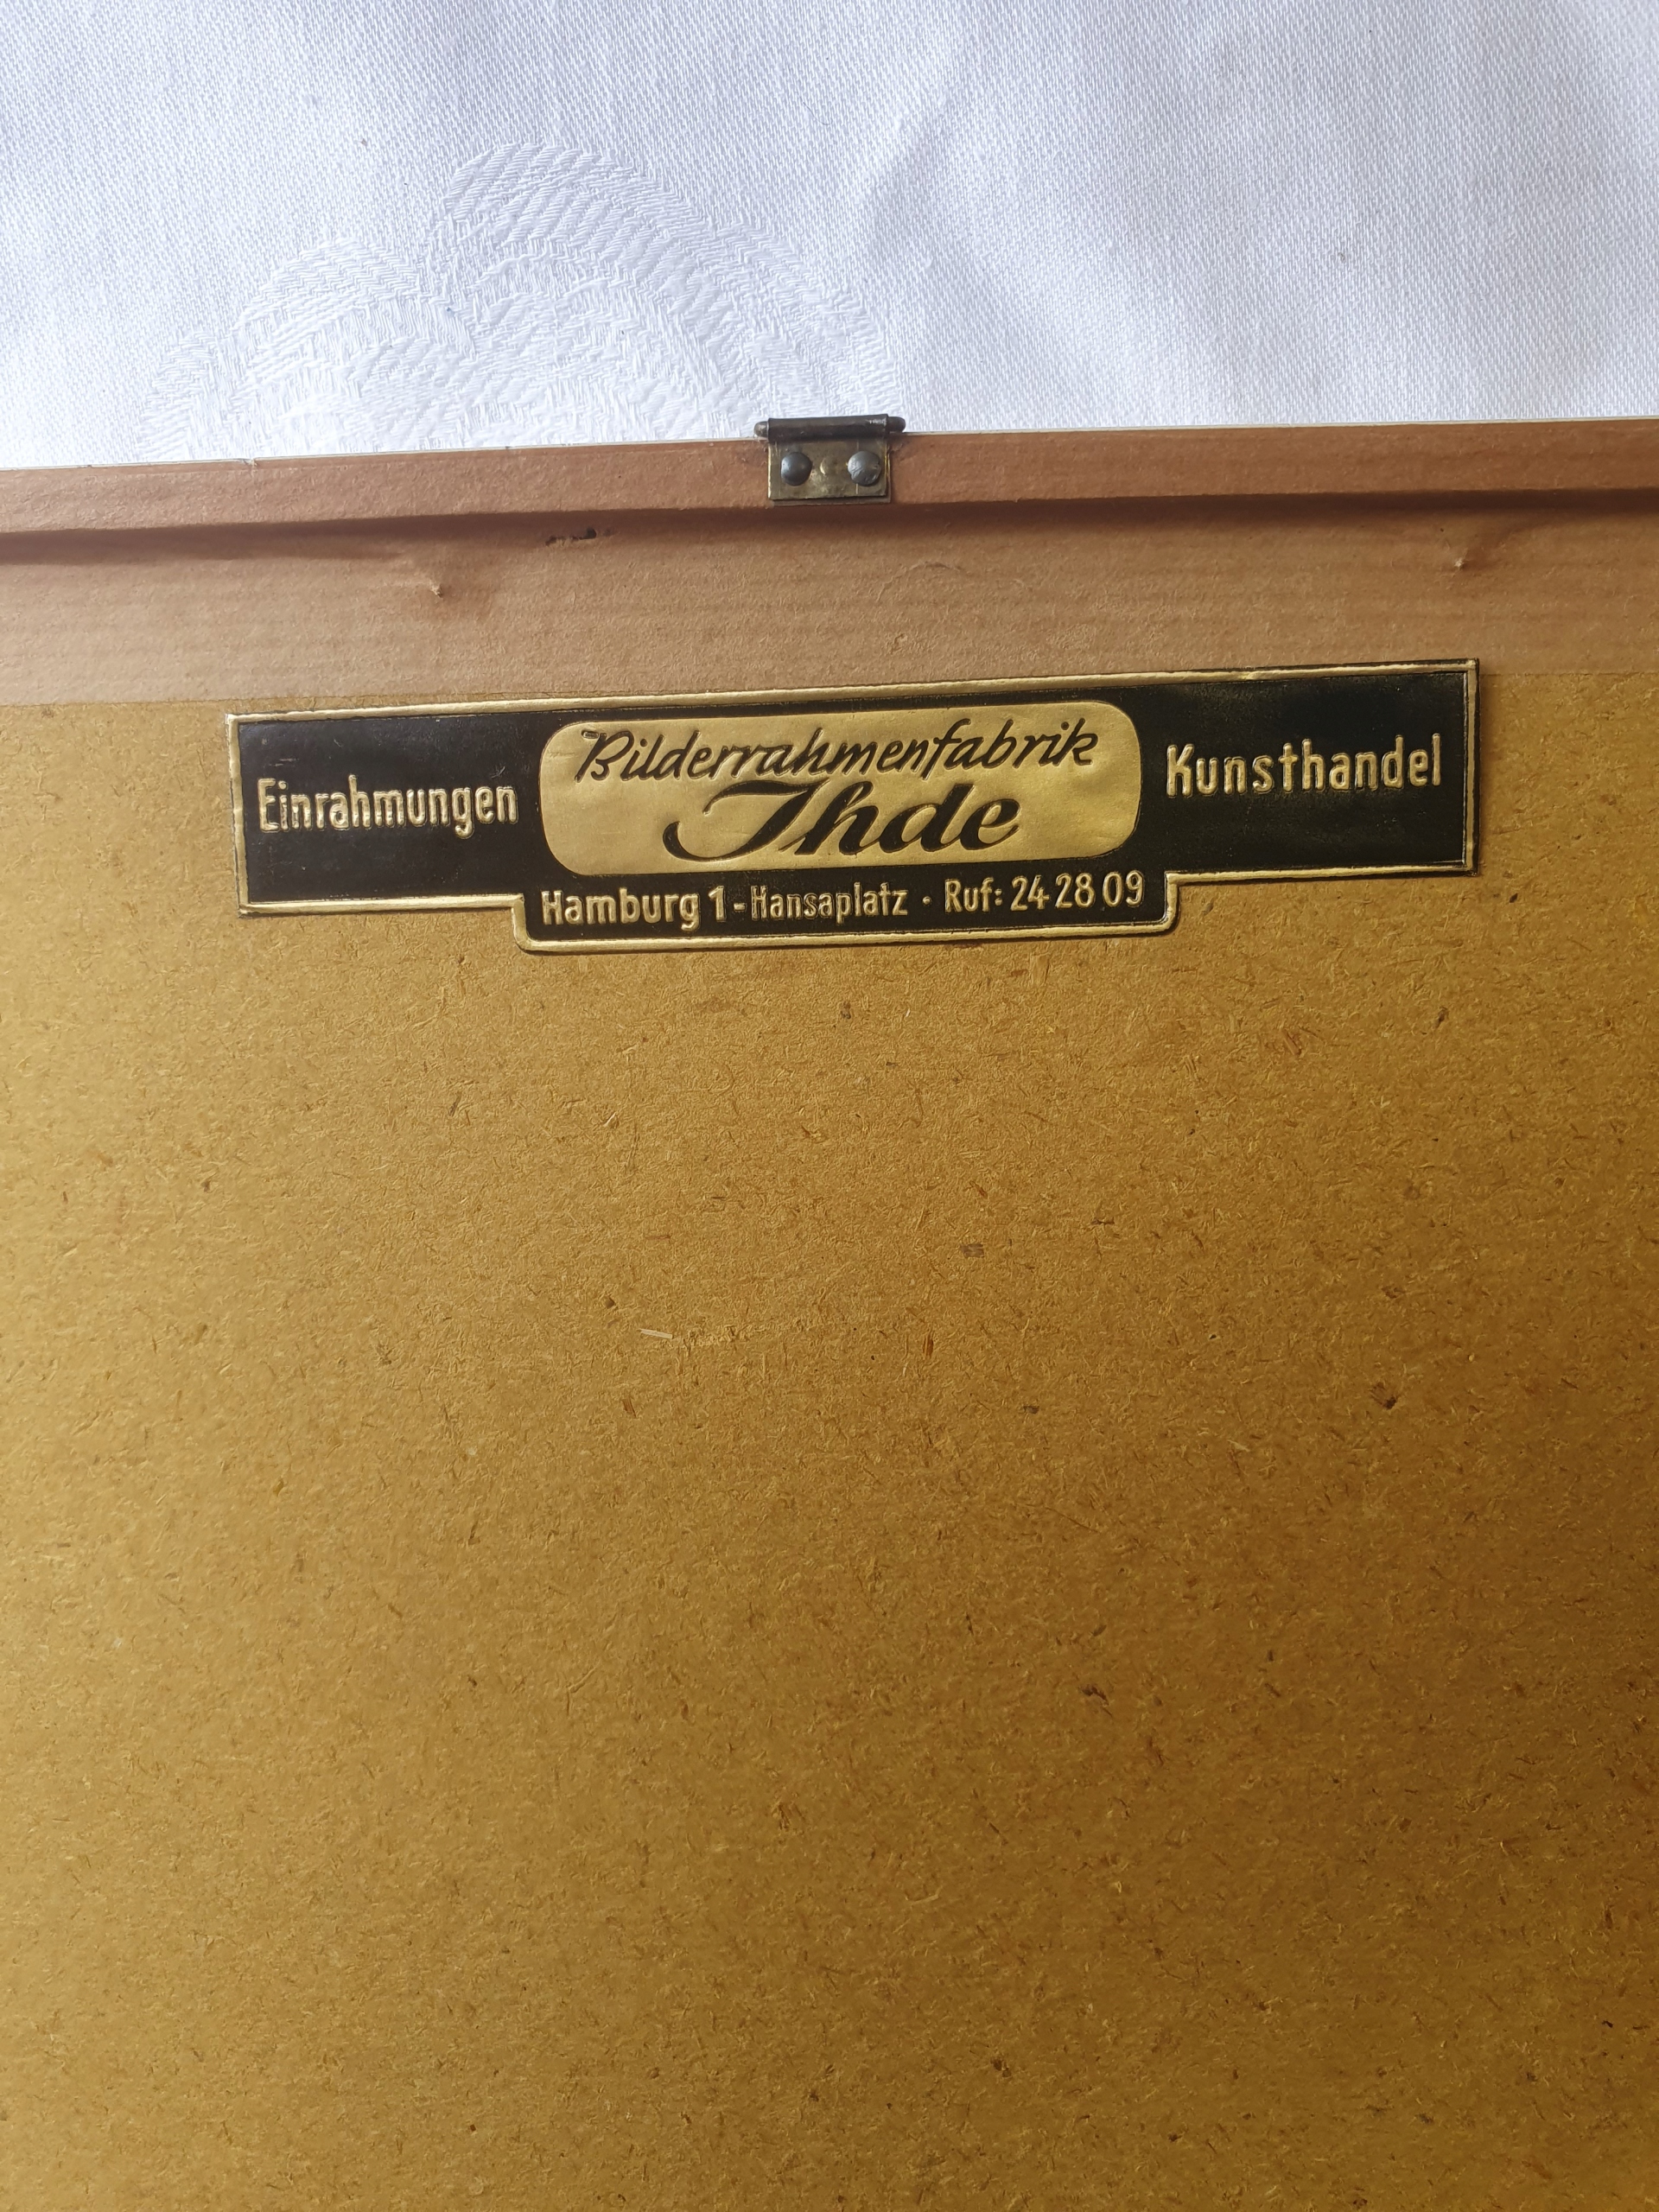 Einrahmungen
Bilderrahmenfabrik
Ihde
Kunsthandel
Hamburg 1 - Hansaplatz · Ruf: 24 28 09